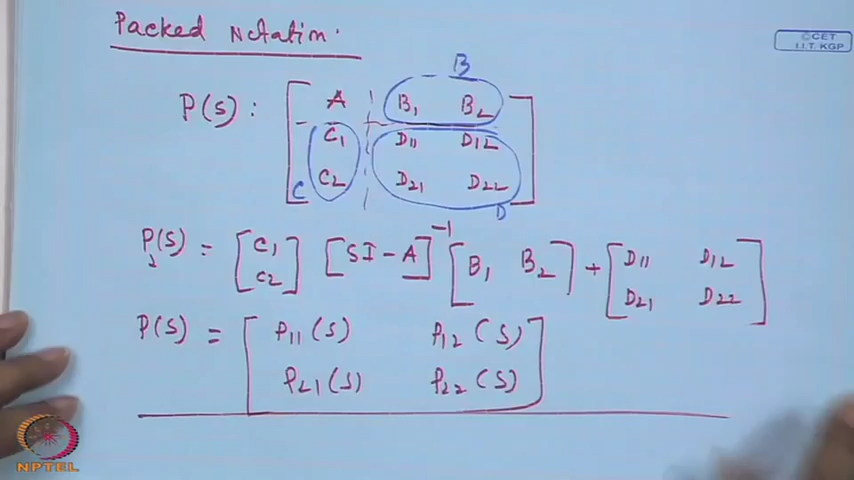 Packed Notation.
©CET
I.I.T. KGP
B
P(S) : [ A B1 B2
C1 D11 D12
C2 D21 D22 ]
C
D
P(S) = [ C1 C2 ] [SI - A]^-1 [ B1 B2 ] + [ D11 D12
D21 D22 ]
P(S) = [ P11(S) P12(S)
P21(S) P22(S) ]
NPTEL